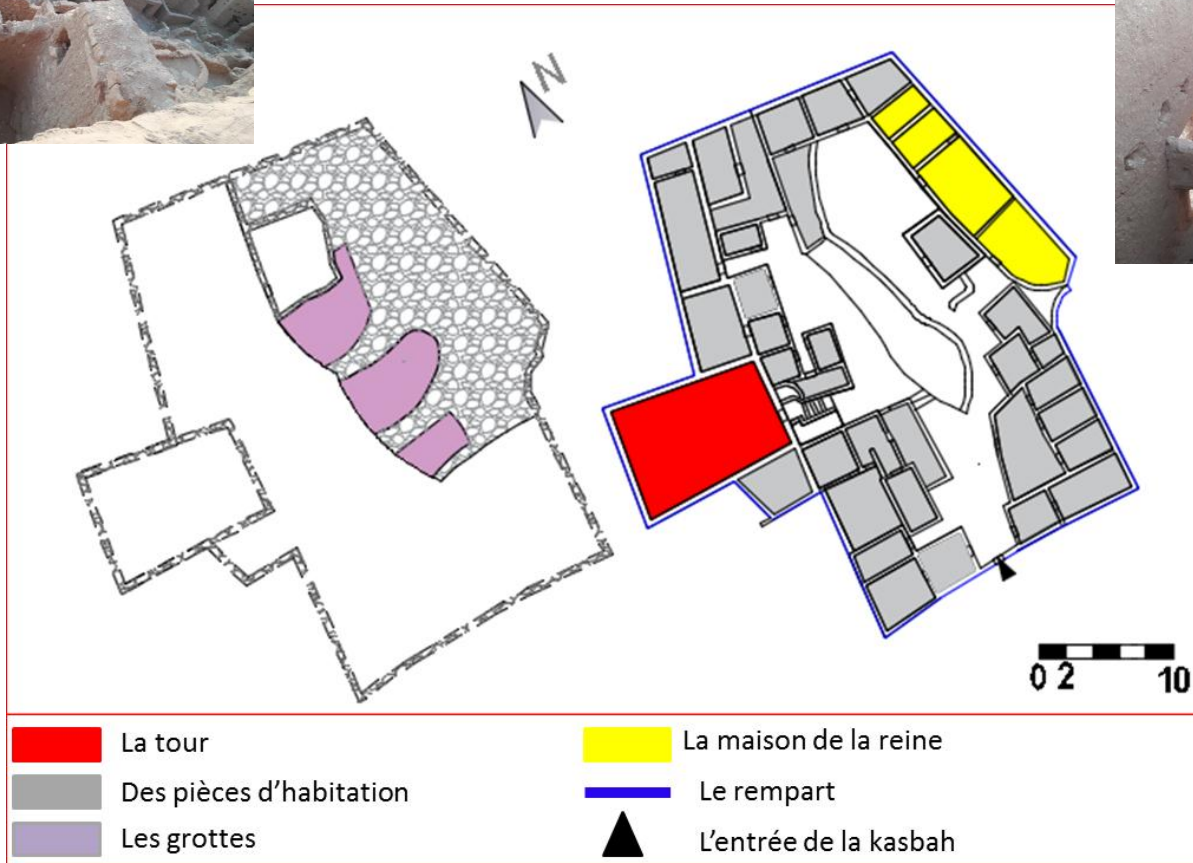 N
0 2 10
La tour
Des pièces d’habitation
Les grottes
La maison de la reine
Le rempart
L’entrée de la kasbah